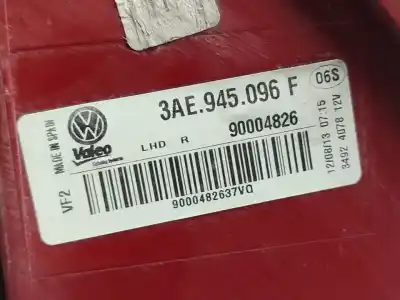 3AE.945.096 F
06S
LHD R
90004826
Valeo
MADE IN SPAIN
VF2
9000482637VQ
12/08/13 07:15
3492 4078 12V